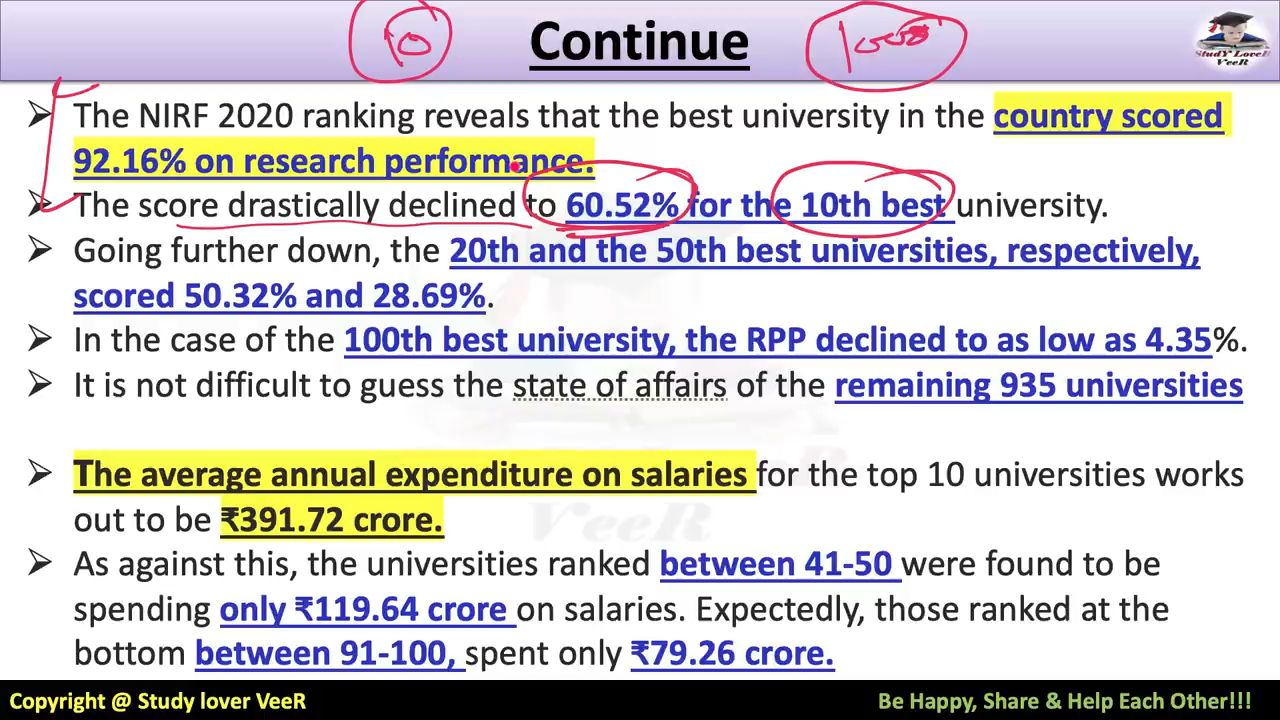 10
Continue
1000
StudY LoveR
VeeR
➤ The NIRF 2020 ranking reveals that the best university in the country scored
92.16% on research performance.
➤ The score drastically declined to 60.52% for the 10th best university.
➤ Going further down, the 20th and the 50th best universities, respectively,
scored 50.32% and 28.69%.
➤ In the case of the 100th best university, the RPP declined to as low as 4.35%.
➤ It is not difficult to guess the state of affairs of the remaining 935 universities
➤ The average annual expenditure on salaries for the top 10 universities works
out to be ₹391.72 crore.
➤ As against this, the universities ranked between 41-50 were found to be
spending only ₹119.64 crore on salaries. Expectedly, those ranked at the
bottom between 91-100, spent only ₹79.26 crore.
VeeR
Copyright @ Study lover VeeR
Be Happy, Share & Help Each Other!!!